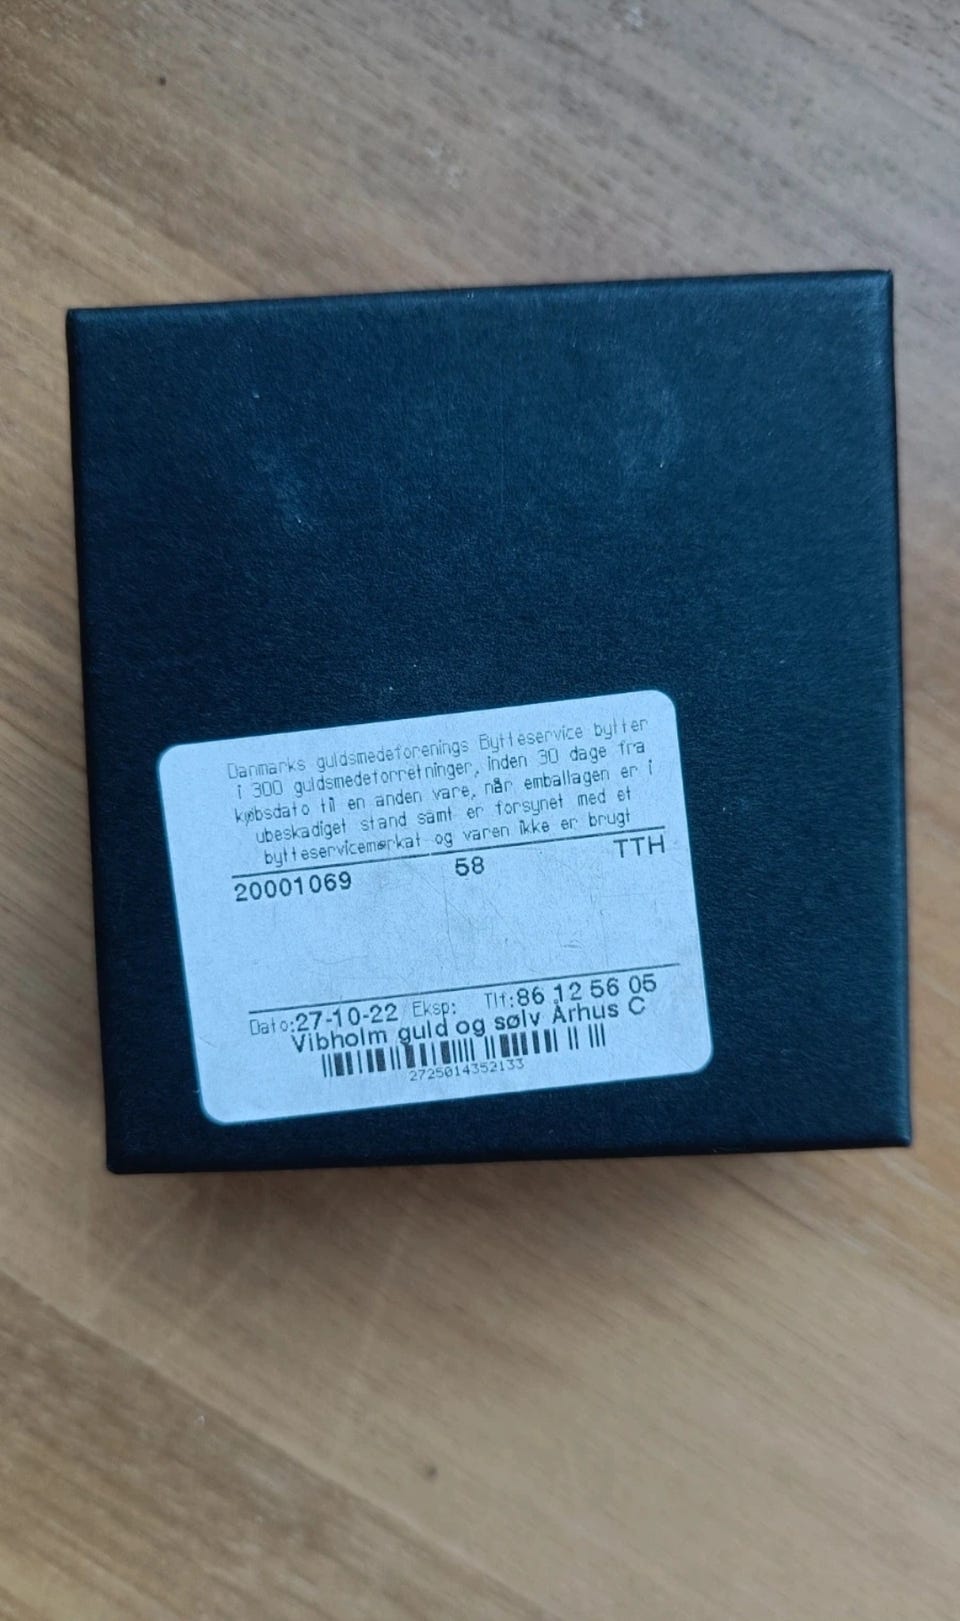 Danmarks guldsmedeforenings Bytteservice bytter
i 300 guldsmedeforretninger, inden 30 dage fra
købsdato til en anden vare, når emballagen er i
ubeskadiget stand samt er forsynet med et
bytteservicemærkat og varen ikke er brugt
20001069 58 TTH
Dato:27-10-22 Eksp: Tlf:86 12 56 05
Vibholm guld og sølv Århus C
2725014352133